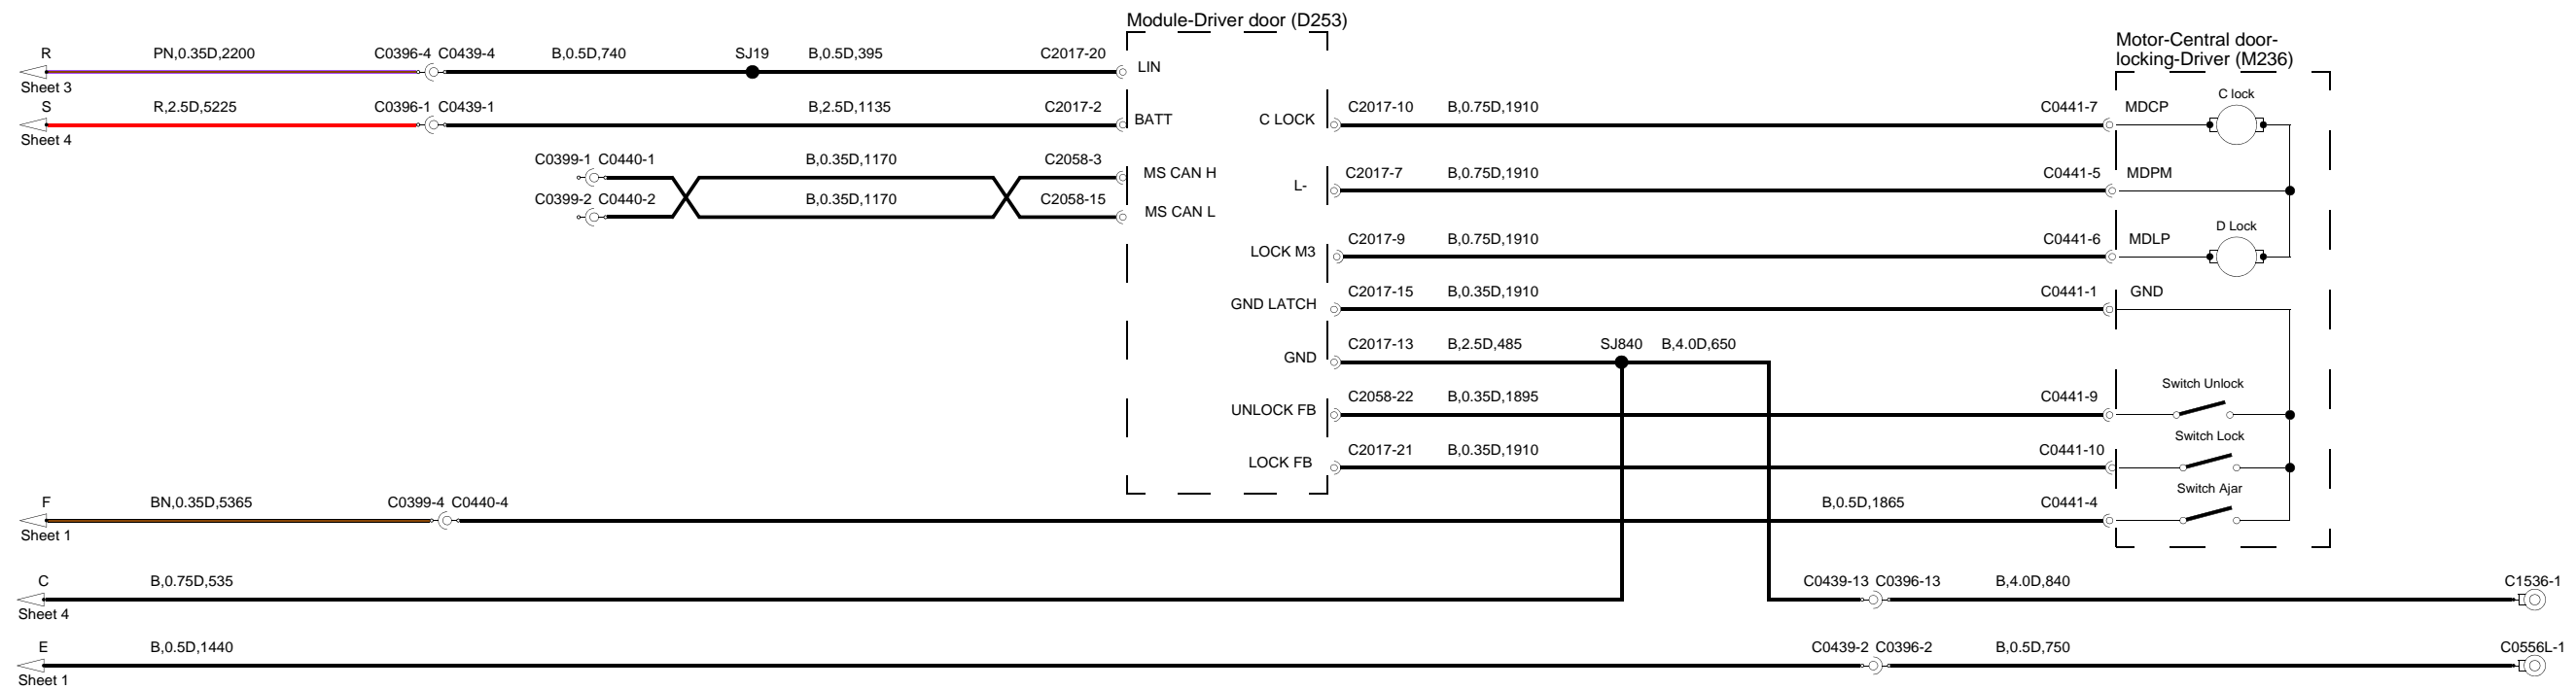 Module-Driver door (D253)
Motor-Central door-
locking-Driver (M236)
R PN,0.35D,2200 C0396-4 C0439-4 B,0.5D,740 SJ19 B,0.5D,395 C2017-20 LIN
Sheet 3
S R,2.5D,5225 C0396-1 C0439-1 B,2.5D,1135 C2017-2 BATT C LOCK C2017-10 B,0.75D,1910 C0441-7 MDCP C lock
Sheet 4
C0399-1 C0440-1 B,0.35D,1170 C2058-3 MS CAN H L- C2017-7 B,0.75D,1910 C0441-5 MDPM
C0399-2 C0440-2 B,0.35D,1170 C2058-15 MS CAN L
LOCK M3 C2017-9 B,0.75D,1910 C0441-6 MDLP D Lock
GND LATCH C2017-15 B,0.35D,1910 C0441-1 GND
GND C2017-13 B,2.5D,485 SJ840 B,4.0D,650
UNLOCK FB C2058-22 B,0.35D,1895 C0441-9 Switch Unlock
LOCK FB C2017-21 B,0.35D,1910 C0441-10 Switch Lock
F BN,0.35D,5365 C0399-4 C0440-4 B,0.5D,1865 C0441-4 Switch Ajar
Sheet 1
C B,0.75D,535 C0439-13 C0396-13 B,4.0D,840 C1536-1
Sheet 4
E B,0.5D,1440 C0439-2 C0396-2 B,0.5D,750 C0556L-1
Sheet 1